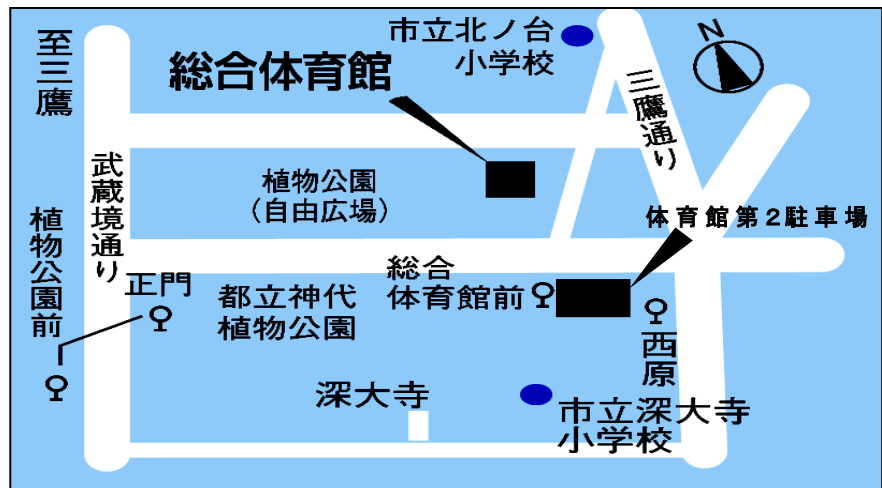 至三鷹
市立北ノ台
小学校
N
総合体育館
三鷹通り
武蔵境通り
植物公園
（自由広場）
体育館第2駐車場
植物公園前
正門
都立神代
植物公園
総合
体育館前
西原
深大寺
市立深大寺
小学校